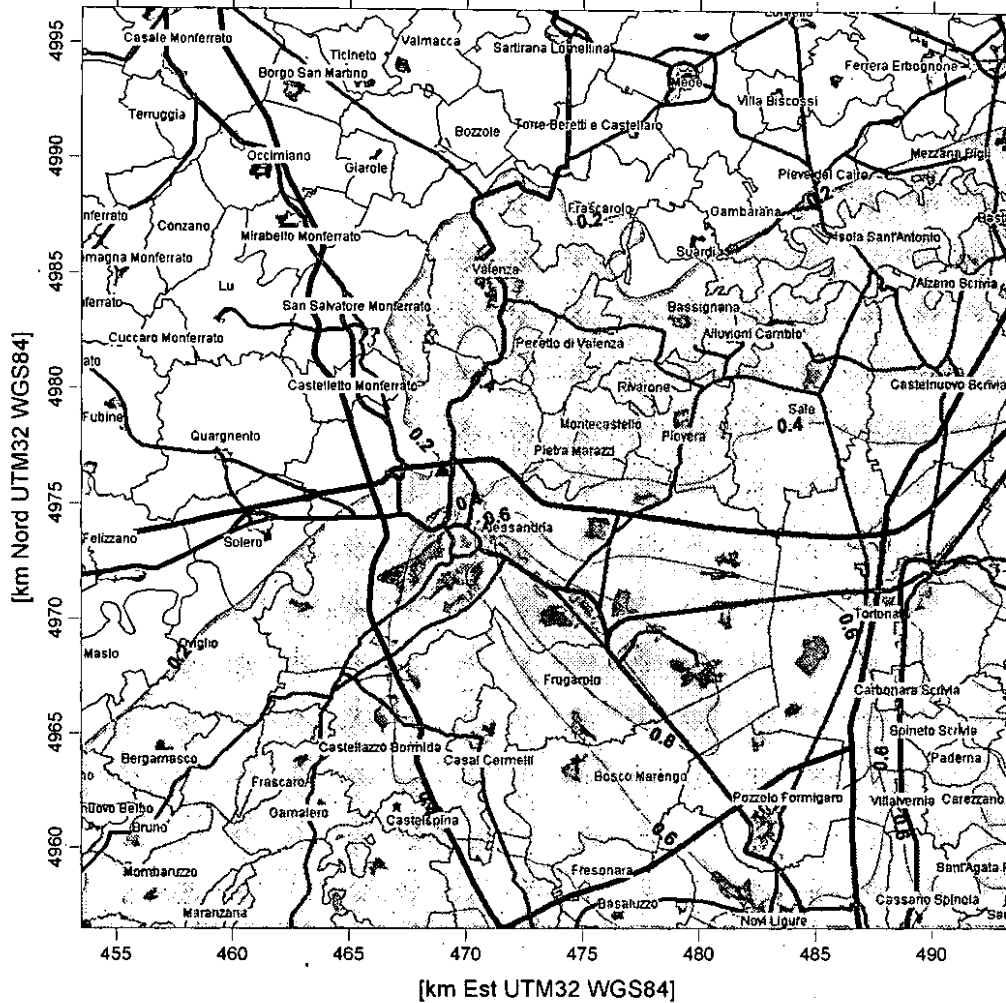 4995
4990
4985
4980
4975
4970
4965
4960
[km Nord UTM32 WGS84]
Casale Monferrato
Ticineto
Valmacca
Sartirana Lomellina
Borgo San Martino
Mede
Ferrera Erbognone
Villa Biscossi
Terruggia
Bozzole
Torre Beretti e Castellaro
Occimiano
Giarole
Mezzana Bigli
Pieve del Cairo
0.2
Frascarolo
0.2
Gambarana
Conzano
Mirabello Monferrato
Isola Sant'Antonio
Suardi
Valenza
Lu
Alzano Scrivia
San Salvatore Monferrato
Bassignana
Alluvioni Cambiò
Cuccaro Monferrato
Pecetto di Valenza
Castelletto Monferrato
Rivarone
Castelnuovo Scrivia
Fubine
Sale
0.4
Quargnento
0.2
Montecastello
Piovera
Pietra Marazzi
0.6
Alessandria
Felizzano
Solero
Tortona
0.6
Oviglio
Masio
Frugarolo
Carbonara Scrivia
0.8
Spineto Scrivia
0.6
Castellazzo Bormida
Casal Cermelli
Bergamasco
Paderna
Frascaro
Bosco Marengo
Pozzolo Formigaro
Villalvernia
Carezzano
Gamalero
Castelspina
Bruno
0.6
0.6
Mombaruzzo
Fresonara
Sant'Agata
Maranzana
Basaluzzo
Novi Ligure
Cassano Spinola
455
460
465
470
475
480
485
490
[km Est UTM32 WGS84]